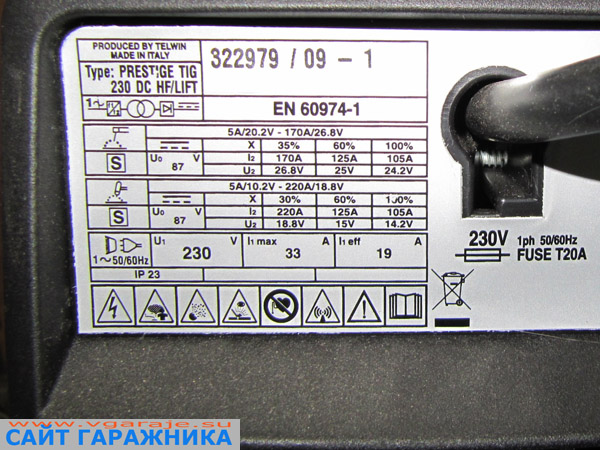 PRODUCED BY TELWIN
MADE IN ITALY
322979 / 09 - 1
Type: PRESTIGE TIG
230 DC HF/LIFT
1~
EN 60974-1
5A/20.2V - 170A/26.8V
X 35% 60% 100%
S U0 87 V I2 170A 125A 105A
U2 26.8V 25V 24.2V
5A/10.2V - 220A/18.8V
X 30% 60% 100%
S U0 87 V I2 220A 125A 105A
U2 18.8V 15V 14.2V
1~50/60Hz U1 230 V I1 max 33 A I1 eff 19 A
IP 23
230V 1ph 50/60Hz
FUSE T20A
www.vgaraje.su
САЙТ ГАРАЖНИКА